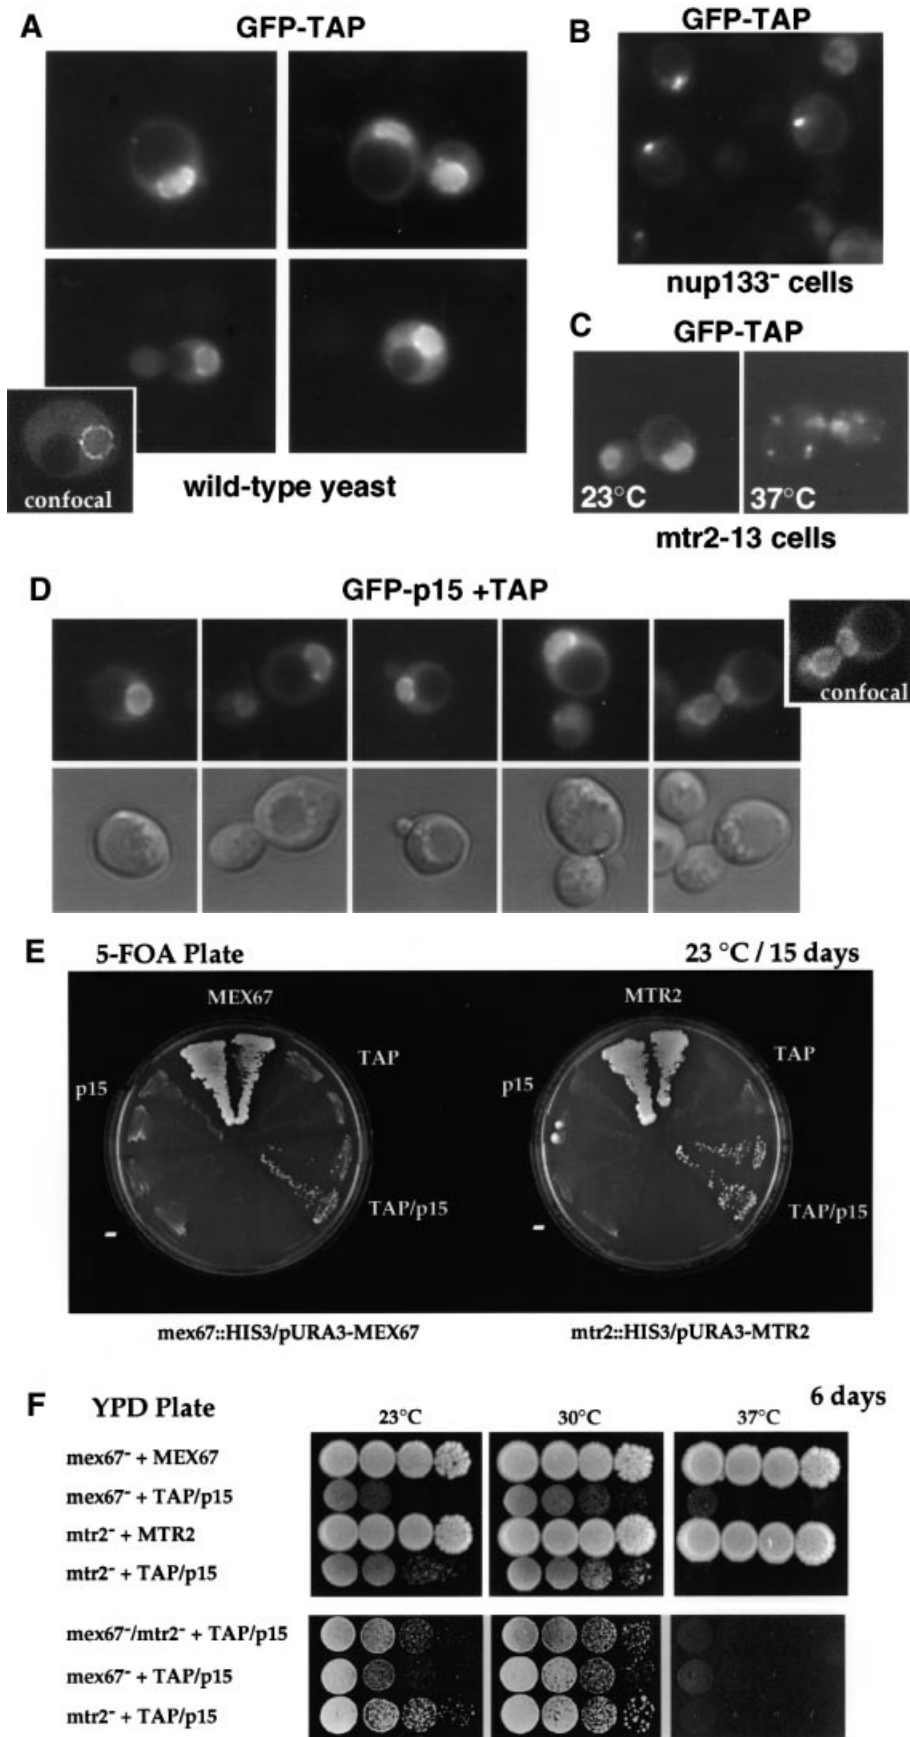 A
GFP-TAP
confocal
wild-type yeast
B
GFP-TAP
nup133- cells
C
GFP-TAP
23°C
37°C
mtr2-13 cells
D
GFP-p15 +TAP
confocal
E
5-FOA Plate
23 °C / 15 days
MEX67
TAP
p15
TAP/p15
-
mex67::HIS3/pURA3-MEX67
MTR2
TAP
p15
TAP/p15
-
mtr2::HIS3/pURA3-MTR2
F
YPD Plate
6 days
23°C
30°C
37°C
mex67- + MEX67
mex67- + TAP/p15
mtr2- + MTR2
mtr2- + TAP/p15
mex67-/mtr2- + TAP/p15
mex67- + TAP/p15
mtr2- + TAP/p15